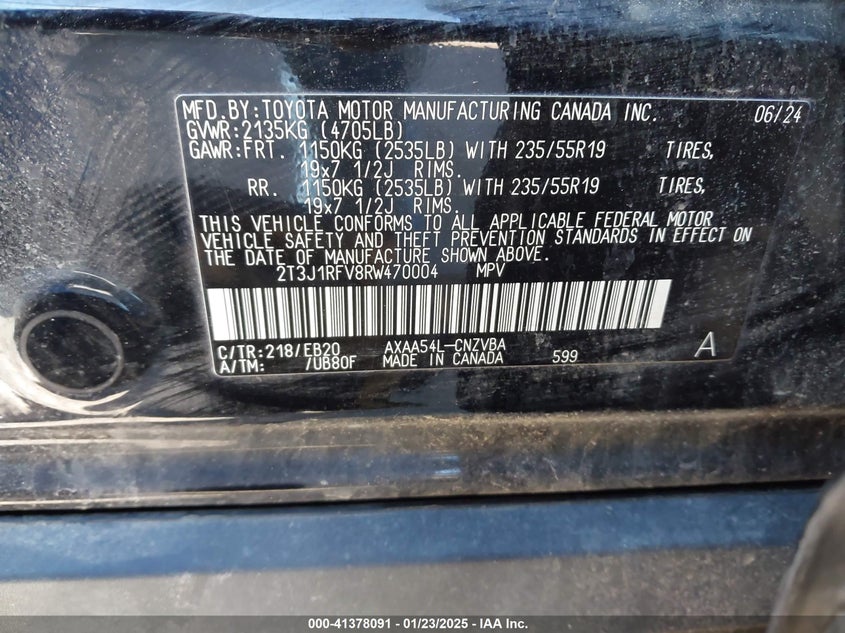 MFD.BY:TOYOTA MOTOR MANUFACTURING CANADA INC. 06/24
GVWR:2135KG (4705LB)
GAWR:FRT. 1150KG (2535LB) WITH 235/55R19 TIRES,
19x7 1/2J RIMS.
RR. 1150KG (2535LB) WITH 235/55R19 TIRES,
19x7 1/2J RIMS.
THIS VEHICLE CONFORMS TO ALL APPLICABLE FEDERAL MOTOR
VEHICLE SAFETY AND THEFT PREVENTION STANDARDS IN EFFECT ON
THE DATE OF MANUFACTURE SHOWN ABOVE.
2T3J1RFV8RW470004 MPV
C/TR:218/EB20 AXAA54L-CNZVBA
A/TM: /UB80F MADE IN CANADA 599 A
000-41378091 - 01/23/2025 - IAA Inc.